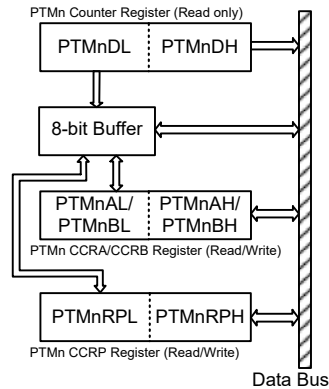 PTMn Counter Register (Read only)
PTMnDL PTMnDH
8-bit Buffer
PTMnAL/ PTMnAH/
PTMnBL PTMnBH
PTMn CCRA/CCRB Register (Read/Write)
PTMnRPL PTMnRPH
PTMn CCRP Register (Read/Write)
Data Bus